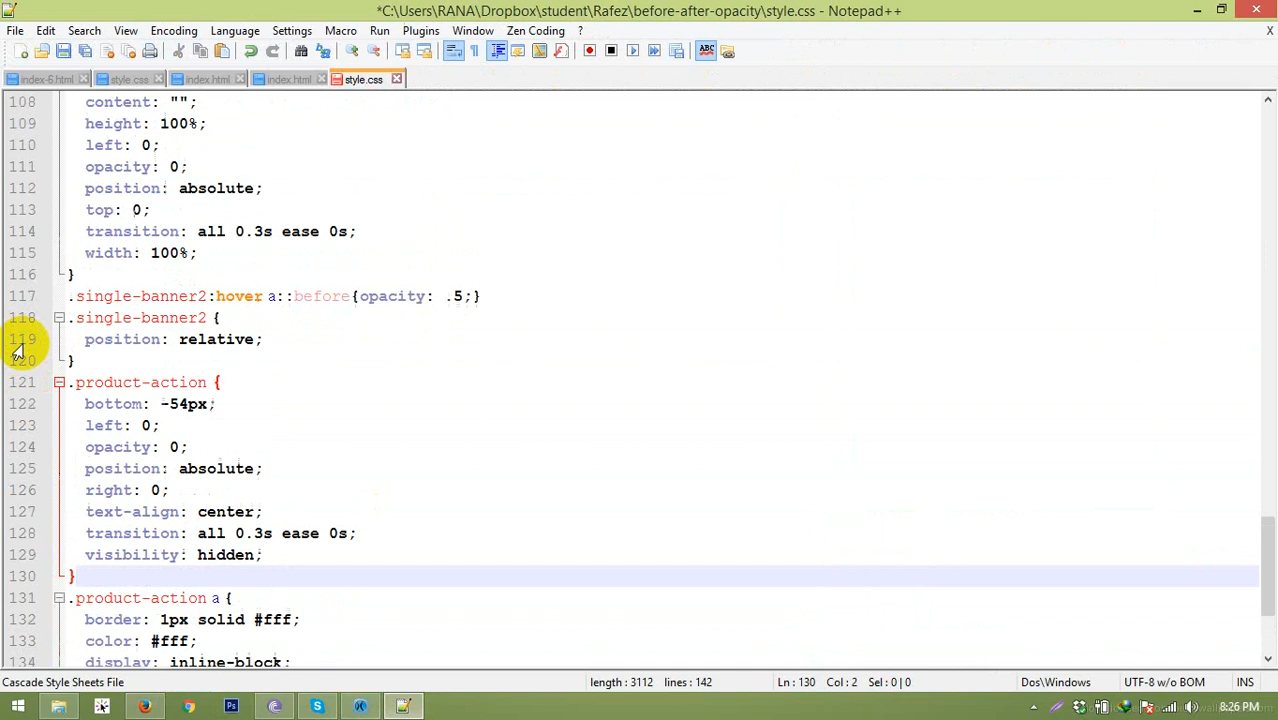 *C:\Users\RANA\Dropbox\student\Rafez\before-after-opacity\style.css - Notepad++
File Edit Search View Encoding Language Settings Macro Run Plugins Window Zen Coding ? X
index-6.html style.css index.html index.html style.css
108 content: "";
109 height: 100%;
110 left: 0;
111 opacity: 0;
112 position: absolute;
113 top: 0;
114 transition: all 0.3s ease 0s;
115 width: 100%;
116 }
117 .single-banner2:hover a::before{opacity: .5;}
118 .single-banner2 {
119 position: relative;
120 }
121 .product-action {
122 bottom: -54px;
123 left: 0;
124 opacity: 0;
125 position: absolute;
126 right: 0;
127 text-align: center;
128 transition: all 0.3s ease 0s;
129 visibility: hidden;
130 }
131 .product-action a {
132 border: 1px solid #fff;
133 color: #fff;
134 display: inline-block;
Cascade Style Sheets File length : 3112 lines : 142 Ln : 130 Col : 2 Sel : 0 | 0 Dos\Windows UTF-8 w/o BOM INS
8:26 PM